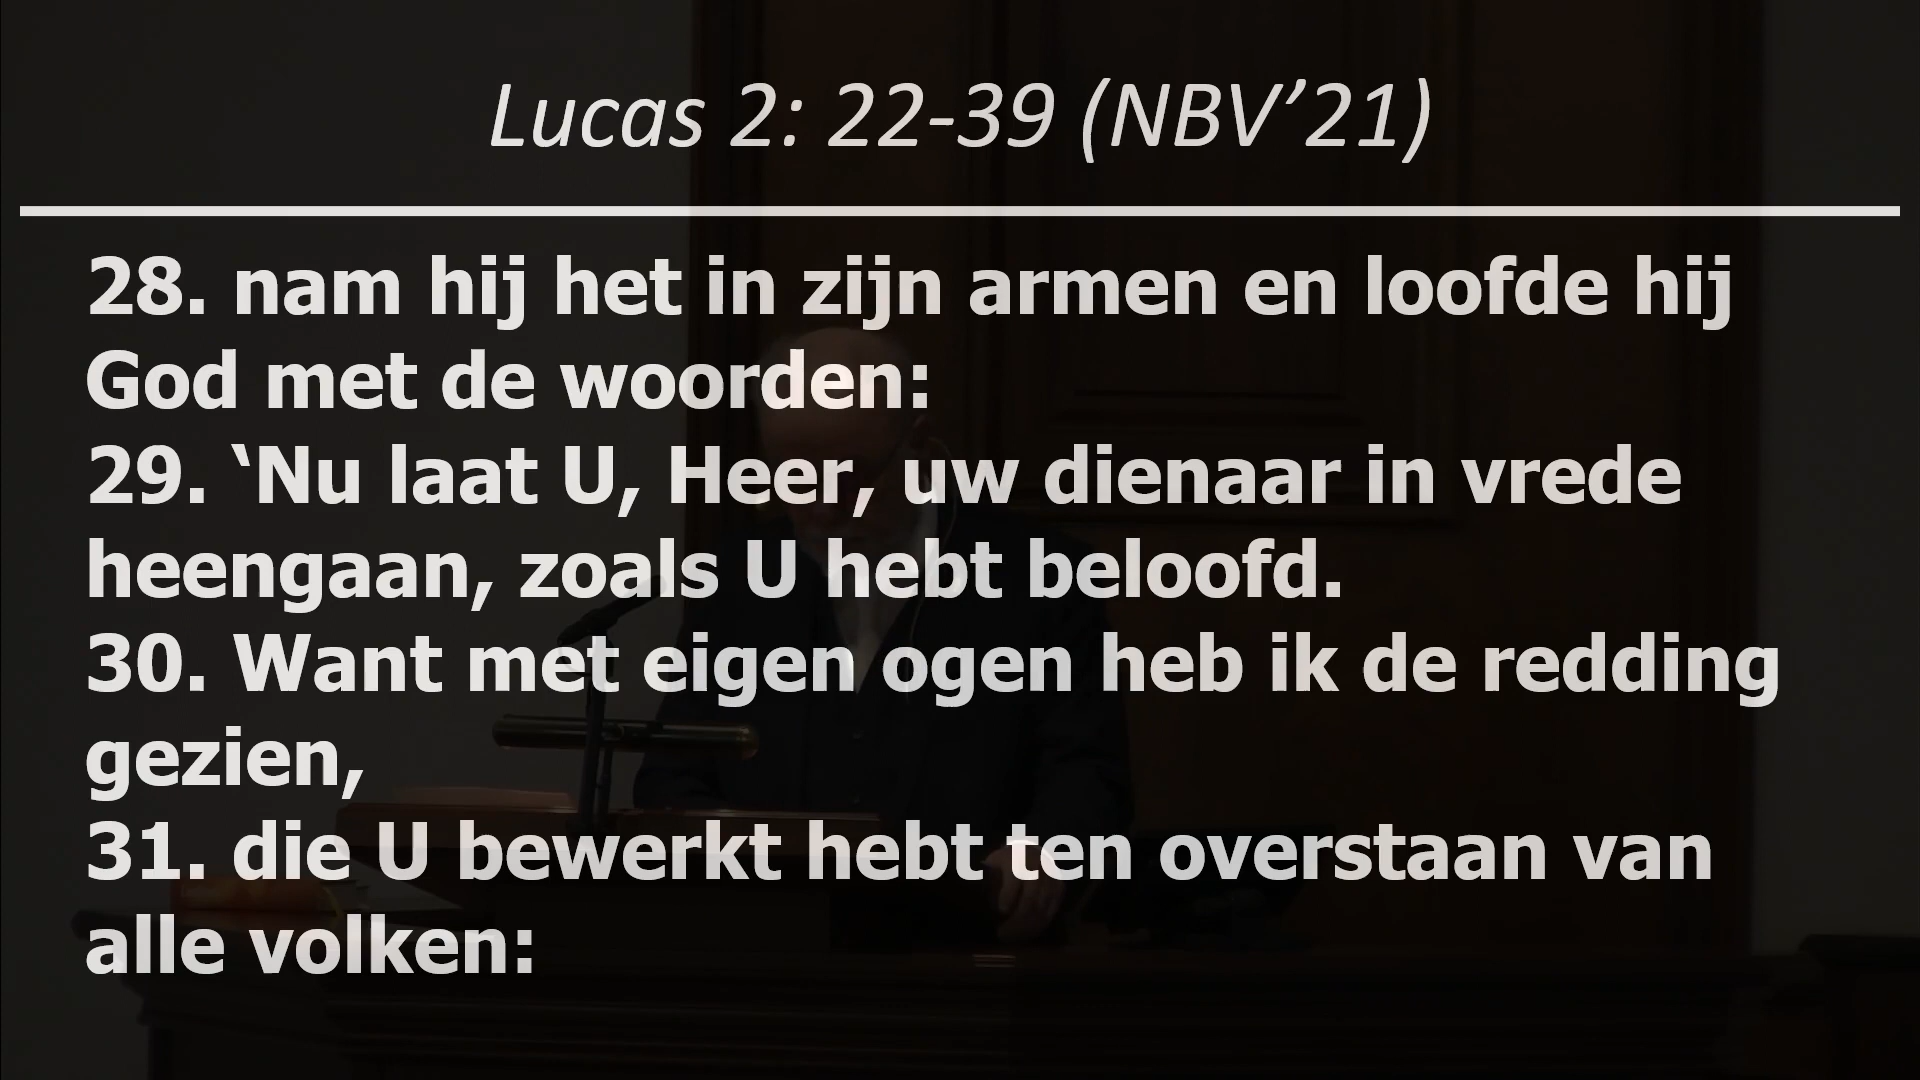 Lucas 2: 22-39 (NBV’21)
28. nam hij het in zijn armen en loofde hij
God met de woorden:
29. ‘Nu laat U, Heer, uw dienaar in vrede
heengaan, zoals U hebt beloofd.
30. Want met eigen ogen heb ik de redding
gezien,
31. die U bewerkt hebt ten overstaan van
alle volken: